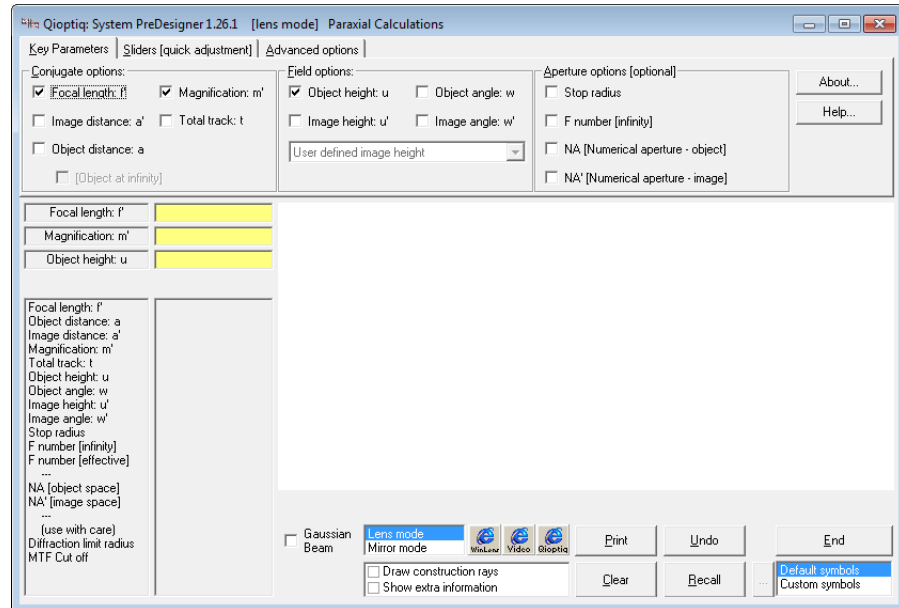 Qioptiq: System PreDesigner 1.26.1 [lens mode] Paraxial Calculations
Key Parameters Sliders [quick adjustment] Advanced options
Conjugate options: Field options: Aperture options [optional]
Focal length: f' Magnification: m' Object height: u Object angle: w Stop radius About...
Image distance: a' Total track: t Image height: u' Image angle: w' F number [infinity] Help...
Object distance: a User defined image height NA [Numerical aperture - object]
[Object at infinity] NA' [Numerical aperture - image]
Focal length: f'
Magnification: m'
Object height: u
Focal length: f'
Object distance: a
Image distance: a'
Magnification: m'
Total track: t
Object height: u
Object angle: w
Image height: u'
Image angle: w'
Stop radius
F number [infinity]
F number [effective]
---
NA [object space]
NA' [image space]
---
(use with care)
Diffraction limit radius
MTF Cut off
Gaussian Beam
Lens mode
Mirror mode
WinLens Video Qioptiq
Print Undo End
Draw construction rays
Show extra information
Clear Recall ...
Default symbols
Custom symbols